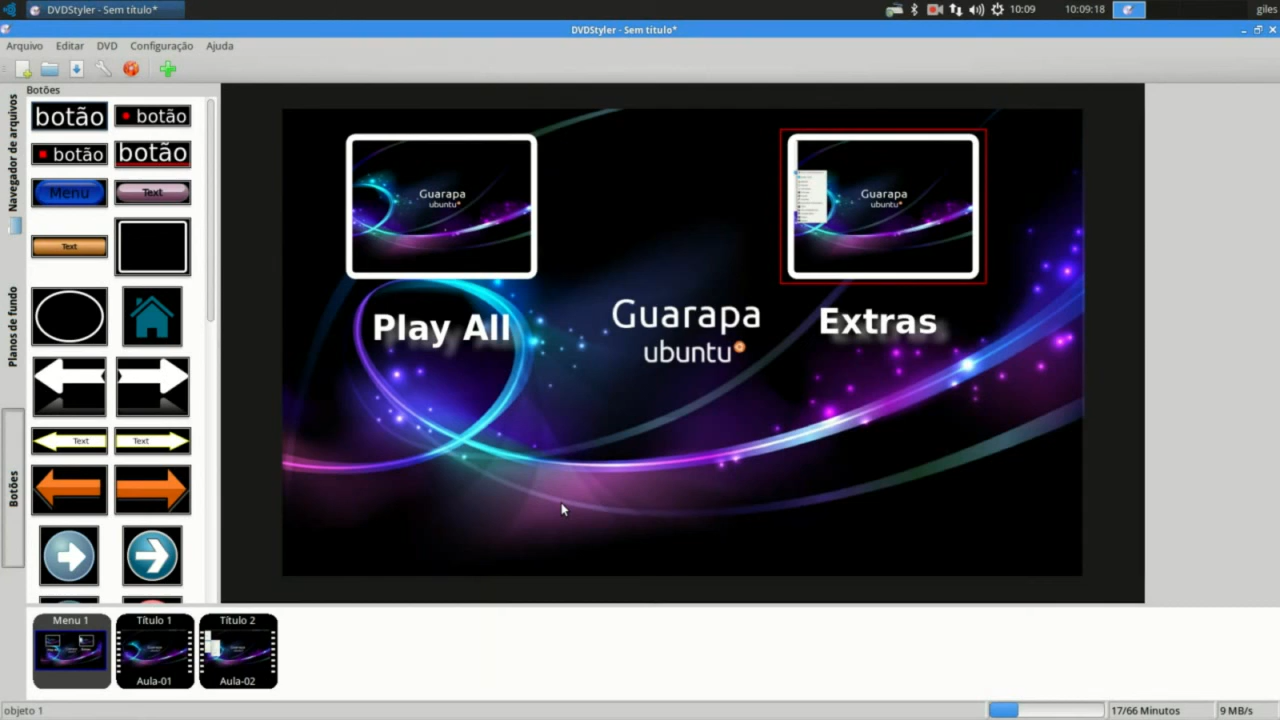 DVDStyler - Sem título*
10:09
10:09:18
giles
DVDStyler - Sem título*
Arquivo Editar DVD Configuração Ajuda
Navegador de arquivos
Planos de fundo
Botões
Botões
botão
botão
botão
botão
Menu
Text
Text
Text
Text
Guarapa
ubuntu
Guarapa
ubuntu
Play All
Guarapa
ubuntu
Extras
Menu 1
Título 1
Título 2
Aula-01
Aula-02
objeto 1
17/66 Minutos
9 MB/s